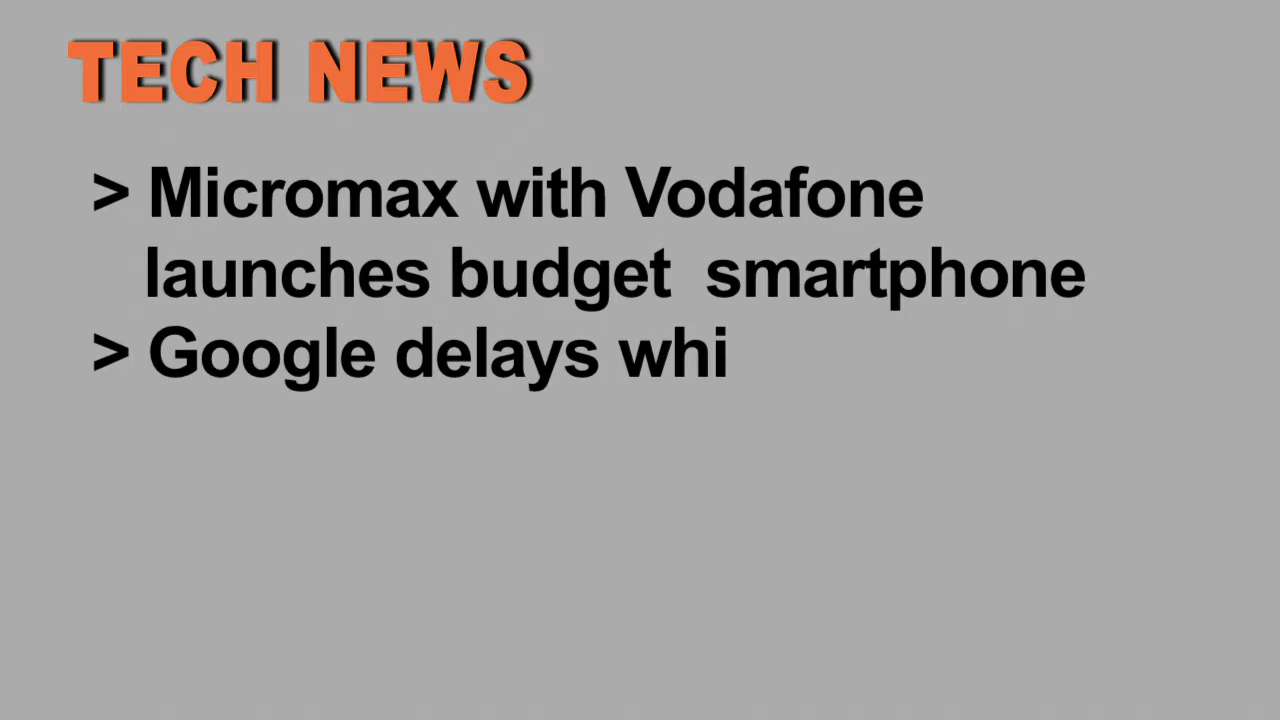 TECH NEWS
> Micromax with Vodafone
launches budget smartphone
> Google delays whi